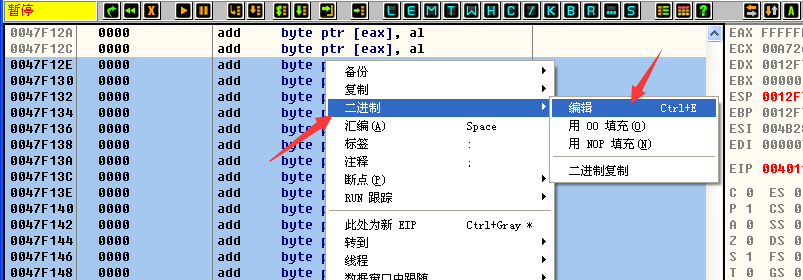 暂停
L E M T W H C / K B R ... S ?
0047F12A 0000 add byte ptr [eax], al
0047F12C 0000 add byte ptr [eax], al
0047F12E 0000 add byte p
0047F130 0000 add byte p
0047F132 0000 add byte p
0047F134 0000 add byte p
0047F136 0000 add byte p
0047F138 0000 add byte p
0047F13A 0000 add byte p
0047F13C 0000 add byte p
0047F13E 0000 add byte p
0047F140 0000 add byte p
0047F142 0000 add byte p
0047F144 0000 add byte p
0047F146 0000 add byte p
0047F148 0000 add byte p
备份
复制
二进制
汇编(A) Space
标签 :
注释 ;
断点(P)
RUN 跟踪
此处为新 EIP Ctrl+Gray *
转到
线程
数据窗口中跟随
编辑 Ctrl+E
用 00 填充(O)
用 NOP 填充(N)
二进制复制
EAX FFFFFF
ECX 00A72
EDX 0012F
EBX 00000
ESP 0012F
EBP 0012F
ESI 004B2
EDI 00000
EIP 00401
C 0 ES 0
P 1 CS 0
A 0 SS 0
Z 0 DS 0
S 1 FS 0
T 0 GS 0